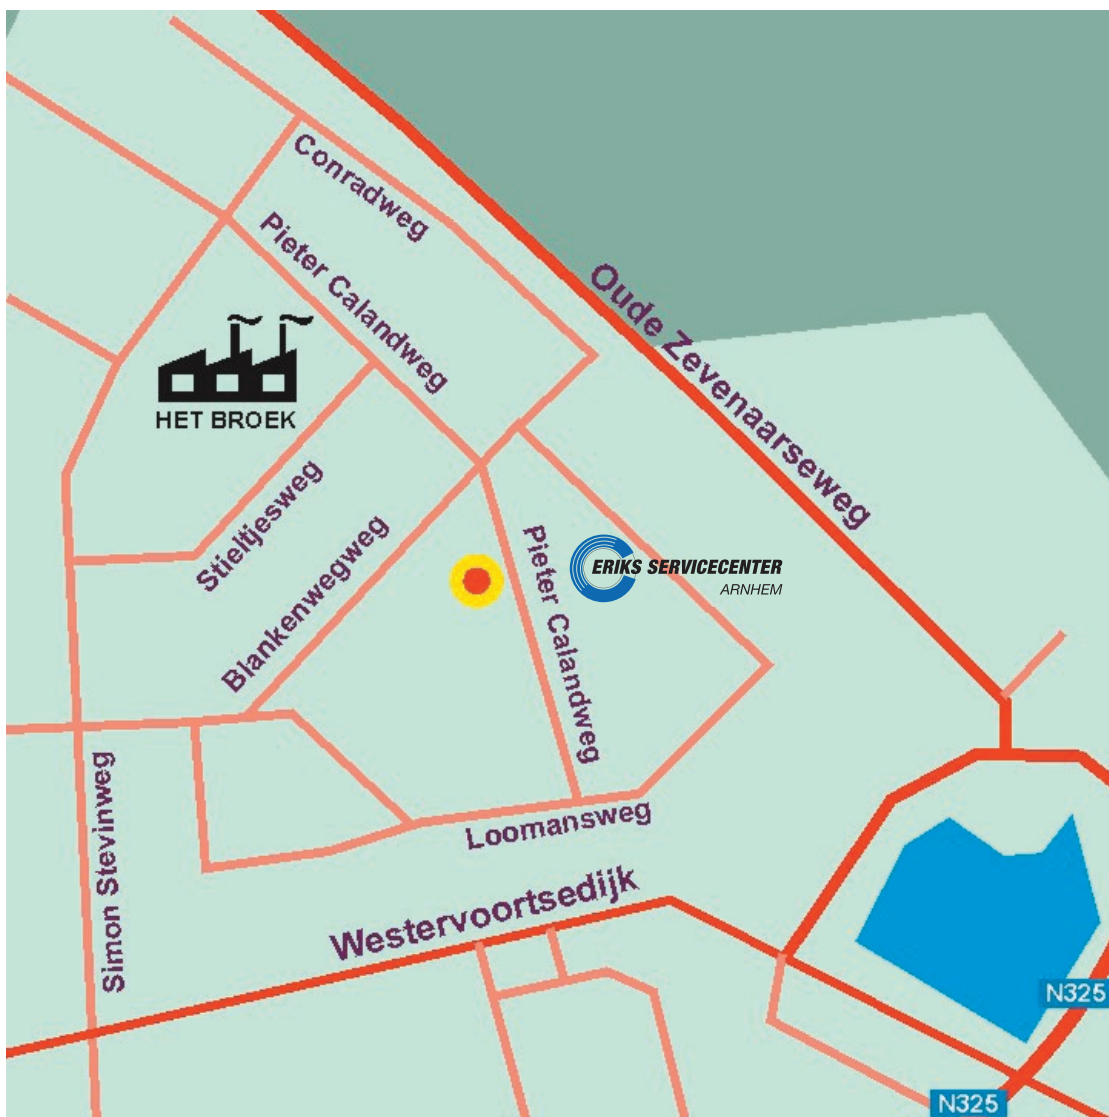 Conradweg
Pieter Calandweg
Oude Zevenaarseweg
HET BROEK
Stieltjesweg
Blankenwegweg
Pieter Calandweg
ERIKS SERVICECENTER
ARNHEM
Simon Stevinweg
Loomansweg
Westervoortsedijk
N325
N325